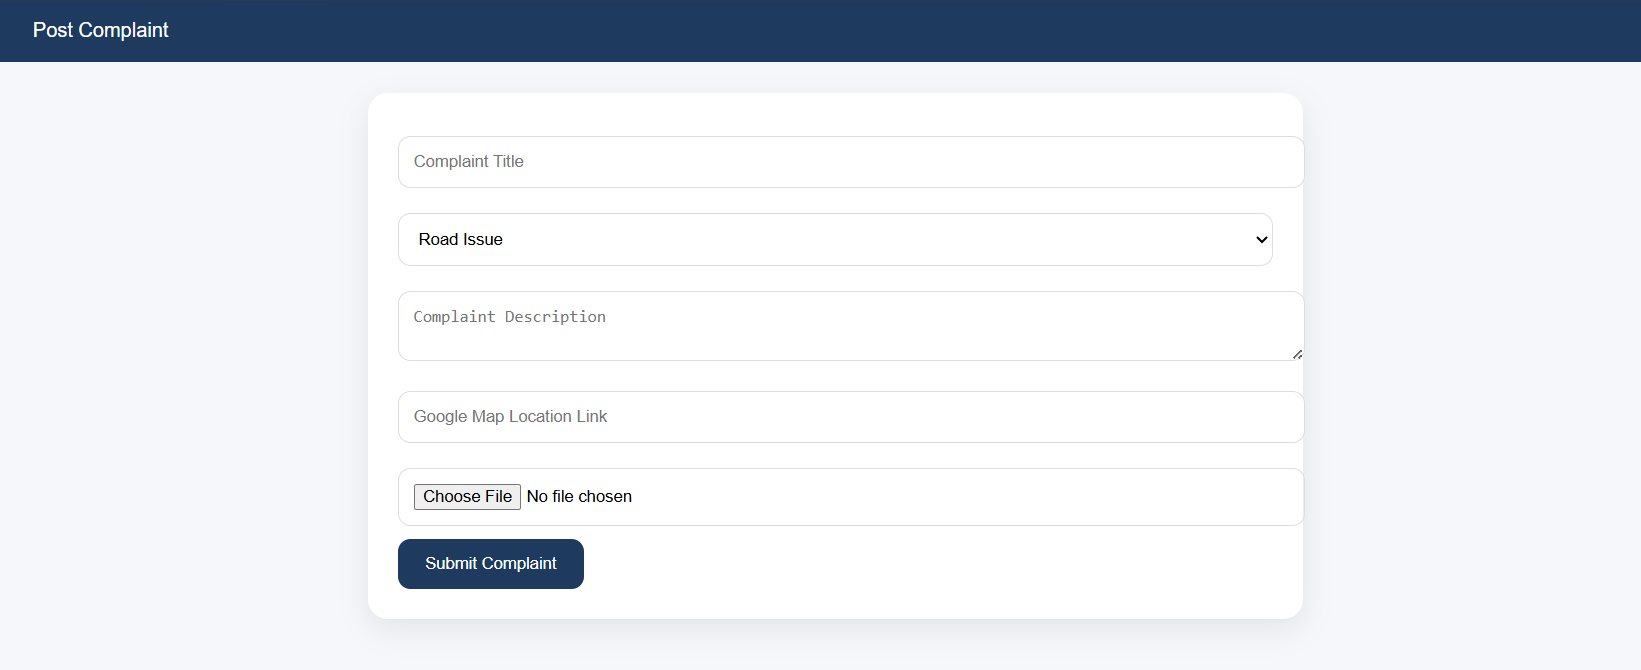 Post Complaint
Complaint Title
Road Issue
Complaint Description
Google Map Location Link
Choose File No file chosen
Submit Complaint